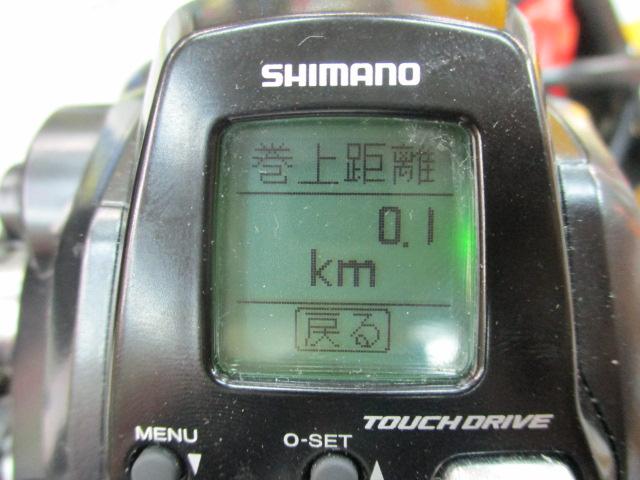 SHIMANO
巻上距離
0.1
km
戻る
TOUCH DRIVE
MENU
O-SET